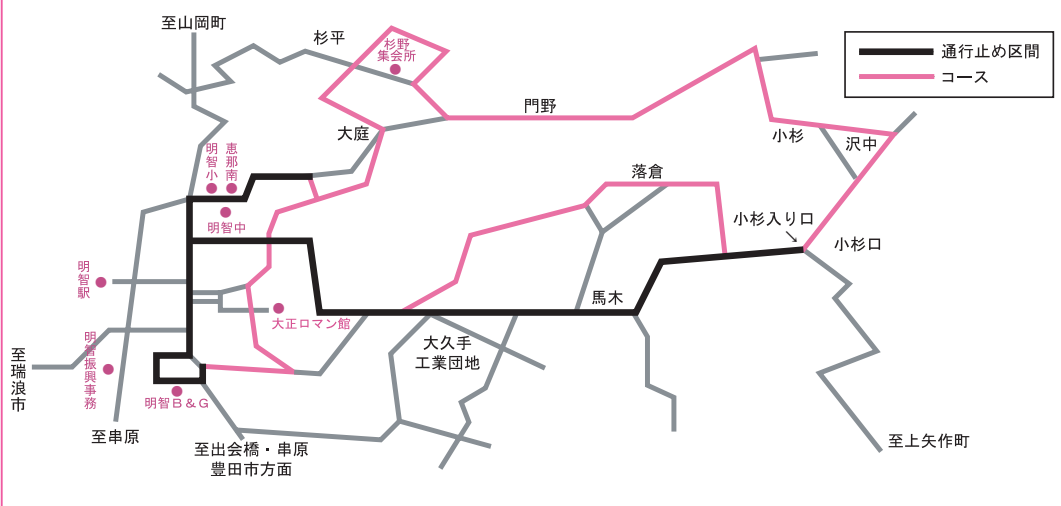 至山岡町
杉平
杉野
集会所
通行止め区間
コース
門野
大庭
小杉
沢中
明智小
恵那南
落倉
明智中
小杉入り口
小杉口
明智駅
馬木
大正ロマン館
明智振興事務
大久手
工業団地
至瑞浪市
明智B&G
至串原
至出会橋・串原
豊田市方面
至上矢作町